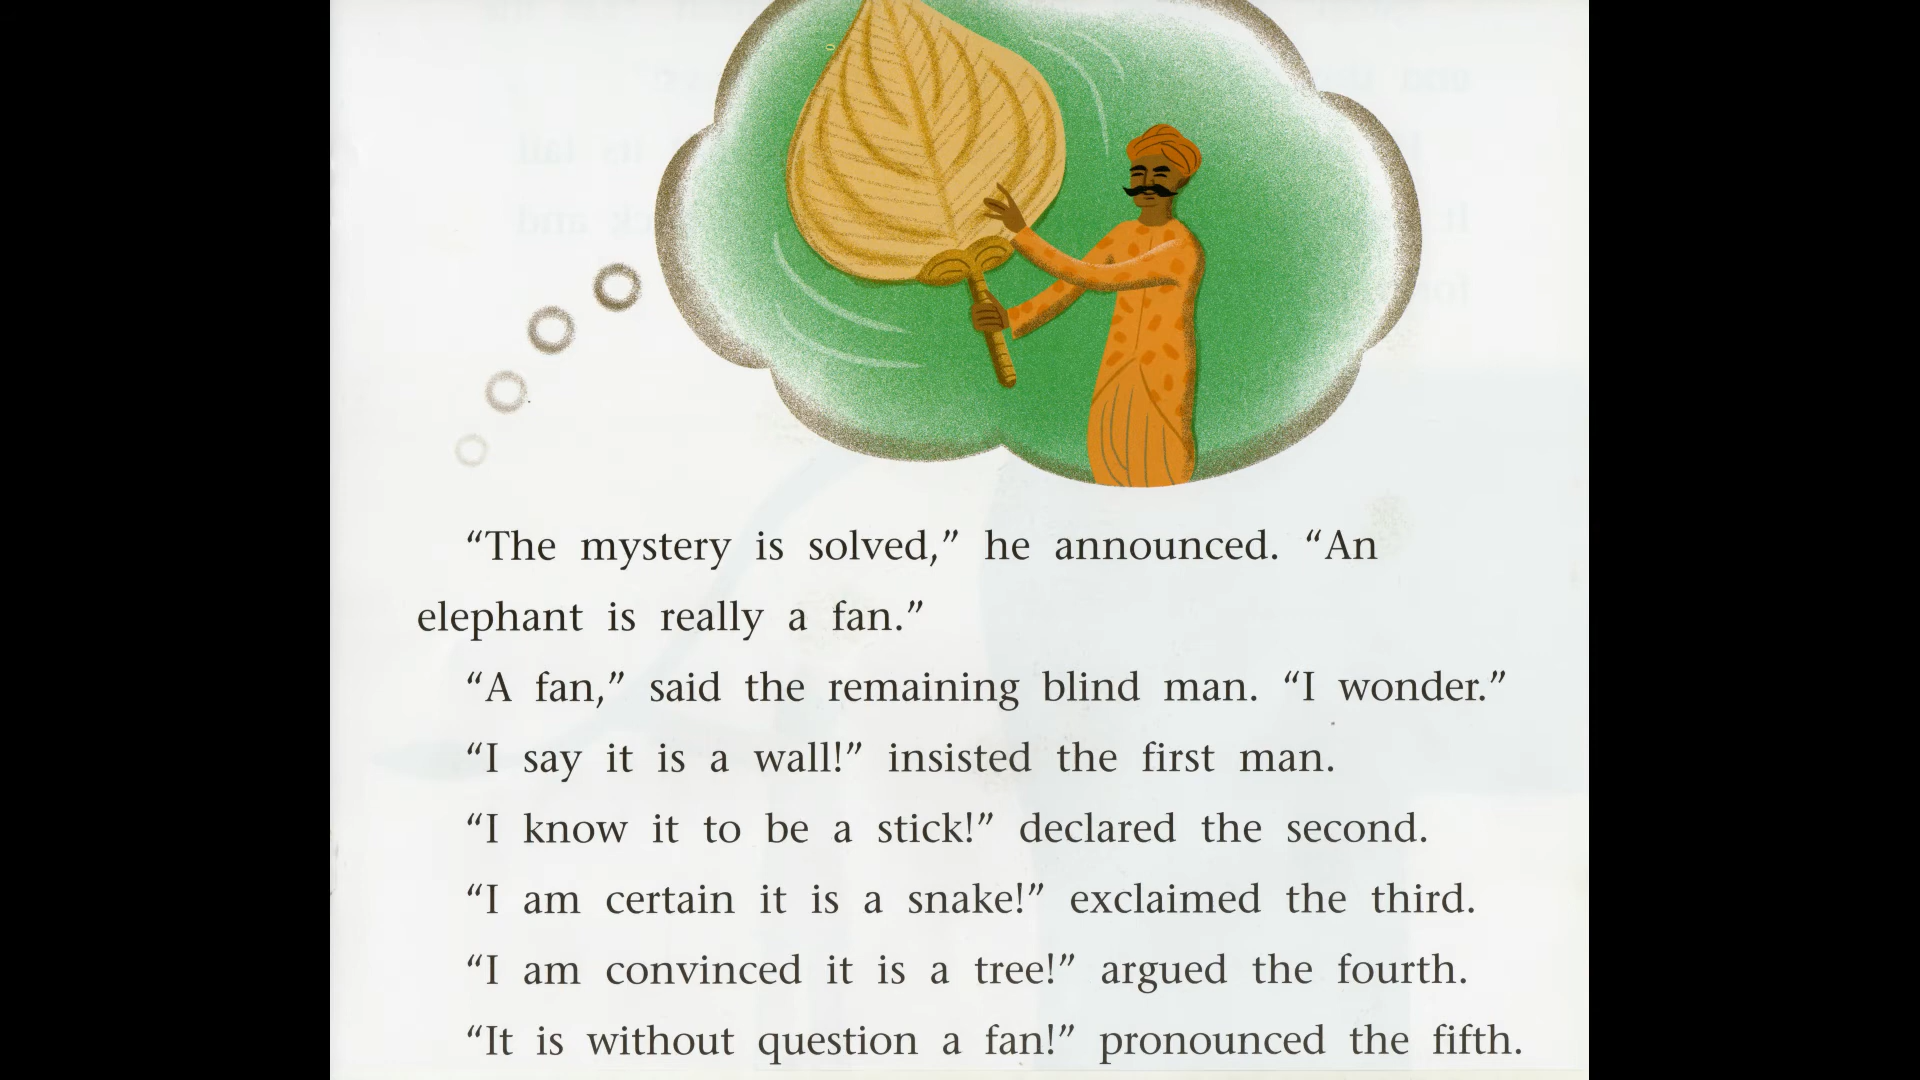 “The mystery is solved,” he announced. “An
elephant is really a fan.”
“A fan,” said the remaining blind man. “I wonder.”
“I say it is a wall!” insisted the first man.
“I know it to be a stick!” declared the second.
“I am certain it is a snake!” exclaimed the third.
“I am convinced it is a tree!” argued the fourth.
“It is without question a fan!” pronounced the fifth.